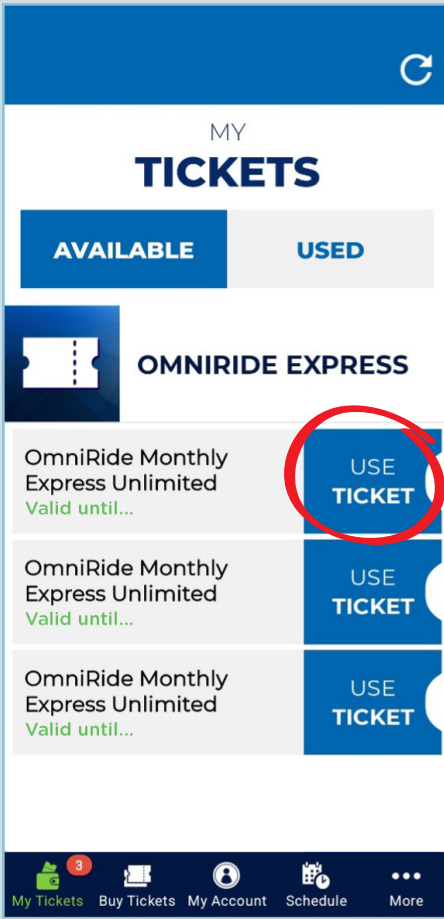 MY
TICKETS
AVAILABLE USED
OMNIRIDE EXPRESS
OmniRide Monthly
Express Unlimited
Valid until...
USE
TICKET
OmniRide Monthly
Express Unlimited
Valid until...
USE
TICKET
OmniRide Monthly
Express Unlimited
Valid until...
USE
TICKET
3
My Tickets Buy Tickets My Account Schedule More